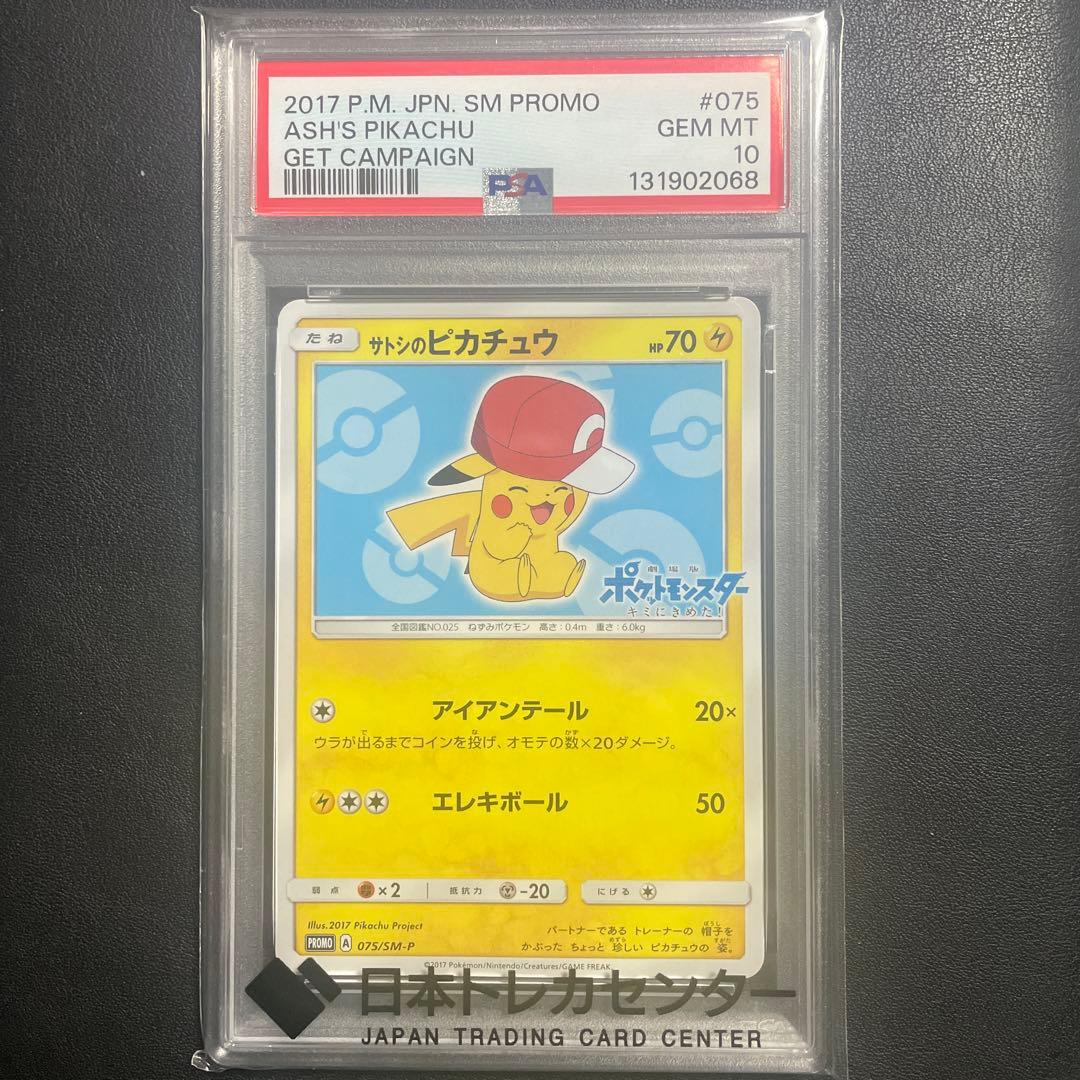 2017 P.M. JPN. SM PROMO #075
ASH'S PIKACHU GEM MT
GET CAMPAIGN 10
PSA 131902068
たね サトシのピカチュウ HP70
劇場版
ポケットモンスター
キミにきめた!
全国図鑑NO.025 ねずみポケモン 高さ:0.4m 重さ:6.0kg
アイアンテール 20×
ウラが出るまでコインを投げ、オモテの数×20ダメージ。
エレキボール 50
弱点 ×2 抵抗力 -20 にげる
Illus.2017 Pikachu Project
PROMO A 075/SM-P
パートナーである トレーナーの 帽子を
かぶった ちょっと 珍しい ピカチュウの 姿。
©2017 Pokémon/Nintendo/Creatures/GAME FREAK
日本トレカセンター
JAPAN TRADING CARD CENTER